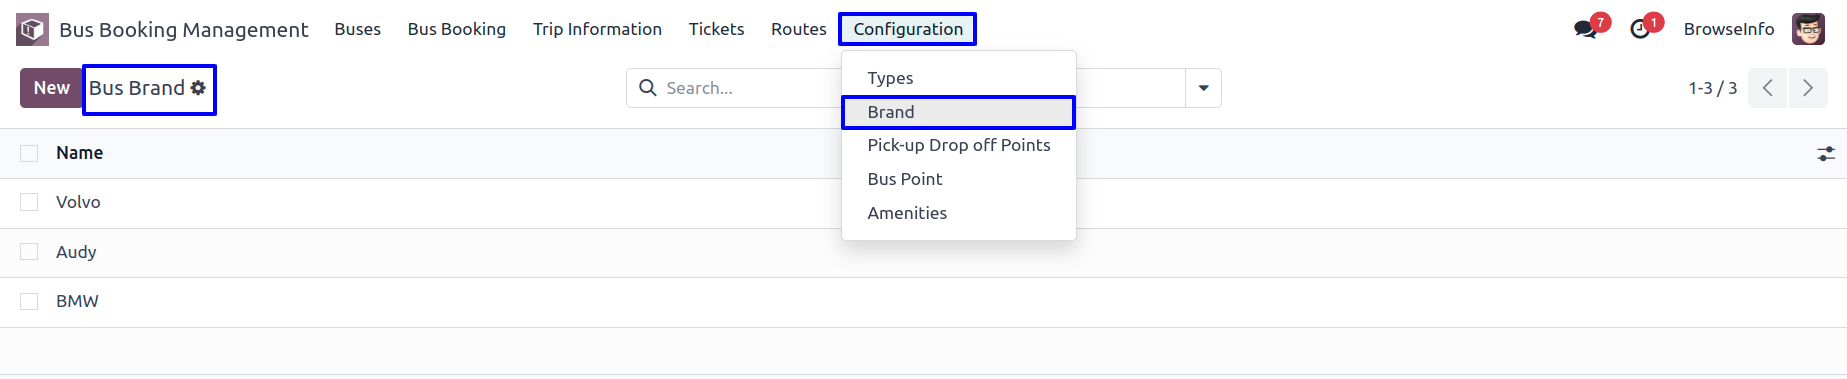 Bus Booking Management Buses Bus Booking Trip Information Tickets Routes Configuration 7 1 BrowseInfo
New Bus Brand Search... 1-3 / 3
Types
Brand
Pick-up Drop off Points
Bus Point
Amenities
Name
Volvo
Audy
BMW